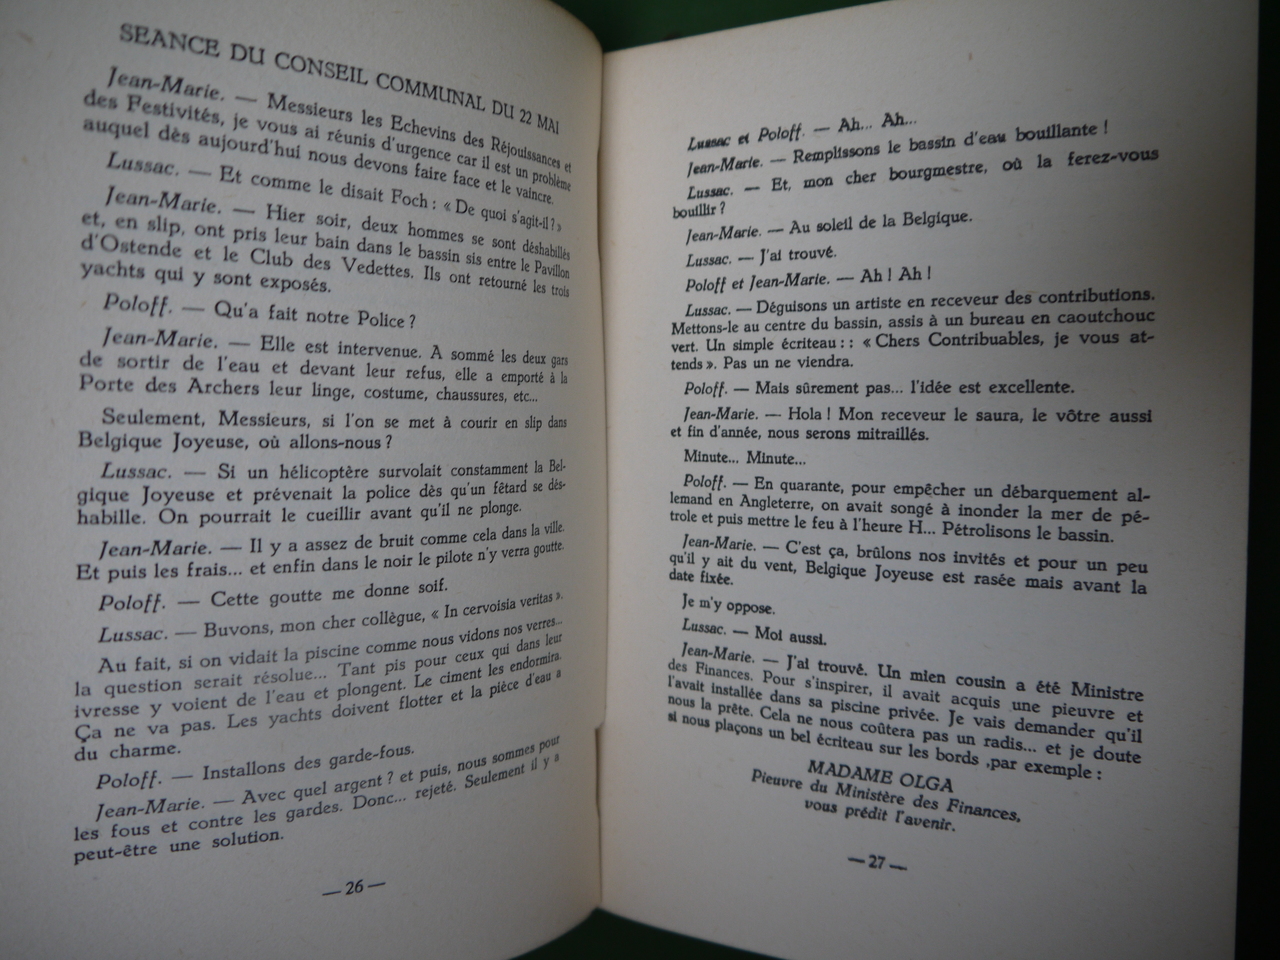 SEANCE DU CONSEIL COMMUNAL DU 22 MAI
Jean-Marie. — Messieurs les Echevins des Réjouissances et
des Festivités, je vous ai réunis d'urgence car il est un problème
auquel dès aujourd'hui nous devons faire face et le vaincre.
Lussac. — Et comme le disait Foch : « De quoi s'agit-il ? »
Jean-Marie. — Hier soir, deux hommes se sont déshabillés
et, en slip, ont pris leur bain dans le bassin sis entre le Pavillon
d'Ostende et le Club des Vedettes. Ils ont retourné les trois
yachts qui y sont exposés.
Poloff. — Qu'a fait notre Police ?
Jean-Marie. — Elle est intervenue. A sommé les deux gars
de sortir de l'eau et devant leur refus, elle a emporté à la
Porte des Archers leur linge, costume, chaussures, etc...
Seulement, Messieurs, si l'on se met à courir en slip dans
Belgique Joyeuse, où allons-nous ?
Lussac. — Si un hélicoptère survolait constamment la Bel-
gique Joyeuse et prévenait la police dès qu'un fêtard se dés-
habille. On pourrait le cueillir avant qu'il ne plonge.
Jean-Marie. — Il y a assez de bruit comme cela dans la ville.
Et puis les frais... et enfin dans le noir le pilote n'y verra goutte.
Poloff. — Cette goutte me donne soif.
Lussac. — Buvons, mon cher collègue, « In cervoisia veritas ».
Au fait, si on vidait la piscine comme nous vidons nos verres...
la question serait résolue... Tant pis pour ceux qui dans leur
ivresse y voient de l'eau et plongent. Le ciment les endormira.
Ça ne va pas. Les yachts doivent flotter et la pièce d'eau a
du charme.
Poloff. — Installons des garde-fous.
Jean-Marie. — Avec quel argent ? et puis, nous sommes pour
les fous et contre les gardes. Donc... rejeté. Seulement il y a
peut-être une solution.
— 26 —
Lussac et Poloff. — Ah... Ah...
Jean-Marie. — Remplissons le bassin d'eau bouillante !
Lussac. — Et, mon cher bourgmestre, où la ferez-vous
bouillir ?
Jean-Marie. — Au soleil de la Belgique.
Lussac. — J'ai trouvé.
Poloff et Jean-Marie. — Ah ! Ah !
Lussac. — Déguisons un artiste en receveur des contributions.
Mettons-le au centre du bassin, assis à un bureau en caoutchouc
vert. Un simple écriteau : : « Chers Contribuables, je vous at-
tends ». Pas un ne viendra.
Poloff. — Mais sûrement pas... l'idée est excellente.
Jean-Marie. — Hola ! Mon receveur le saura, le vôtre aussi
et fin d'année, nous serons mitraillés.
Minute... Minute...
Poloff. — En quarante, pour empêcher un débarquement al-
lemand en Angleterre, on avait songé à inonder la mer de pé-
trole et puis mettre le feu à l'heure H... Pétrolisons le bassin.
Jean-Marie. — C'est ça, brûlons nos invités et pour un peu
qu'il y ait du vent, Belgique Joyeuse est rasée mais avant la
date fixée.
Je m'y oppose.
Lussac. — Moi aussi.
Jean-Marie. — J'ai trouvé. Un mien cousin a été Ministre
des Finances. Pour s'inspirer, il avait acquis une pieuvre et
l'avait installée dans sa piscine privée. Je vais demander qu'il
nous la prête. Cela ne nous coûtera pas un radis... et je doute
si nous plaçons un bel écriteau sur les bords ,par exemple :
MADAME OLGA
Pieuvre du Ministère des Finances,
vous prédit l'avenir.
— 27 —